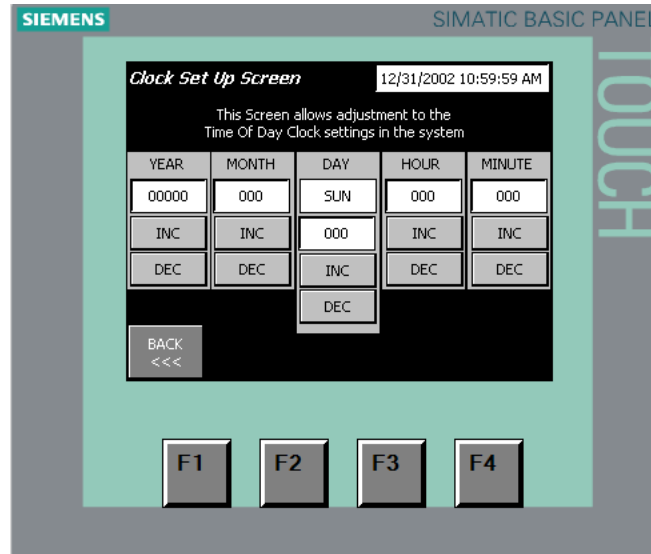 SIEMENS
SIMATIC BASIC PANEL
TOUCH
Clock Set Up Screen 12/31/2002 10:59:59 AM
This Screen allows adjustment to the
Time Of Day Clock settings in the system
YEAR MONTH DAY HOUR MINUTE
00000 000 SUN 000 000
INC INC 000 INC INC
DEC DEC INC DEC DEC
DEC
BACK
<<<
F1 F2 F3 F4